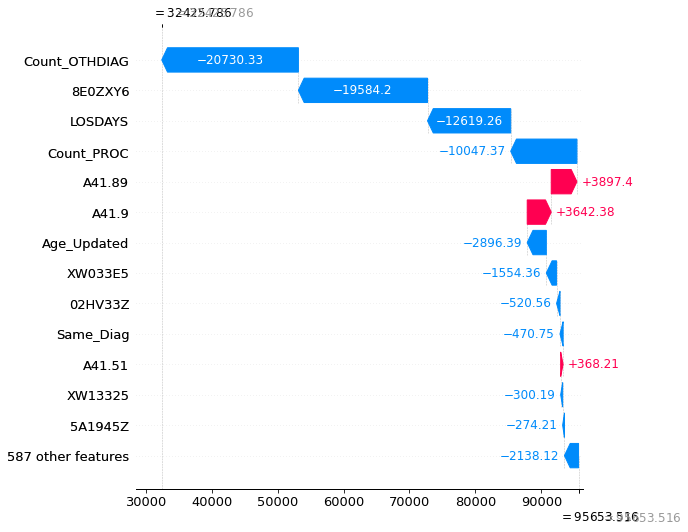 = 32425.786
Count_OTHDIAG −20730.33
8E0ZXY6 −19584.2
LOSDAYS −12619.26
Count_PROC −10047.37
A41.89 +3897.4
A41.9 +3642.38
Age_Updated −2896.39
XW033E5 −1554.36
02HV33Z −520.56
Same_Diag −470.75
A41.51 +368.21
XW13325 −300.19
5A1945Z −274.21
587 other features −2138.12
30000 40000 50000 60000 70000 80000 90000
= 95653.516